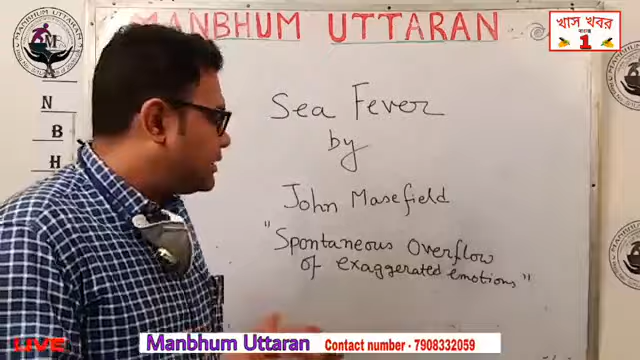 MANBHUM UTTARAN
খাস খবর
বাংলা
1
M
N
B
H
Sea Fever
by
John Masefield
"Spontaneous Overflow
of exaggerated emotions"
LIVE
Manbhum Uttaran Contact number - 7908332059